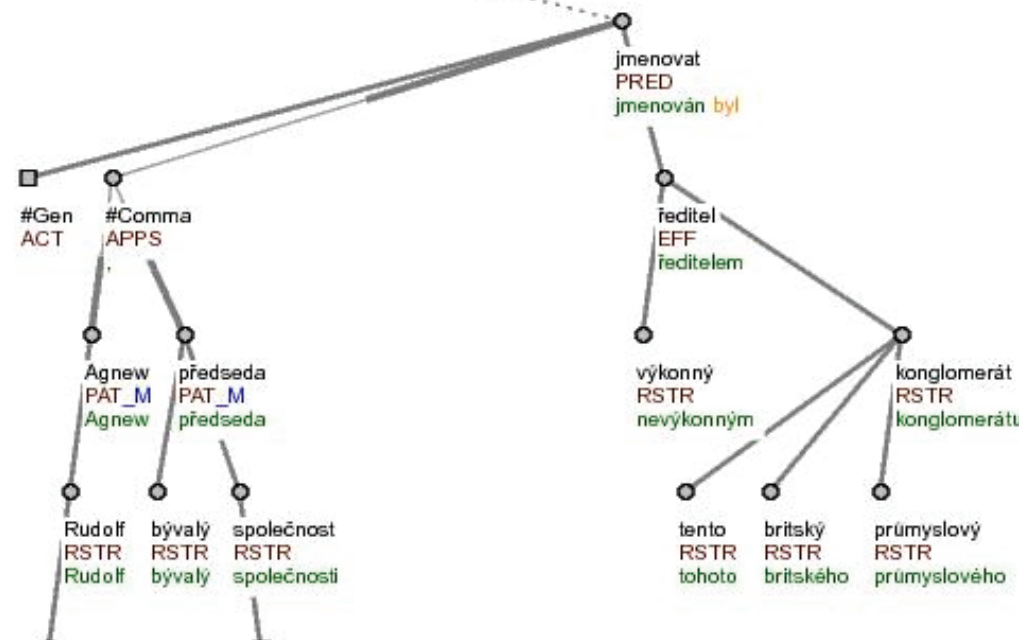 jmenovat
PRED
jmenován byl
#Gen
ACT
#Comma
APPS
,
ředitel
EFF
ředitelem
Agnew
PAT_M
Agnew
předseda
PAT_M
předseda
výkonný
RSTR
nevýkonným
konglomerát
RSTR
konglomerátu
Rudolf
RSTR
Rudolf
bývalý
RSTR
bývalý
společnost
RSTR
společnosti
tento
RSTR
tohoto
britský
RSTR
britského
průmyslový
RSTR
průmyslového